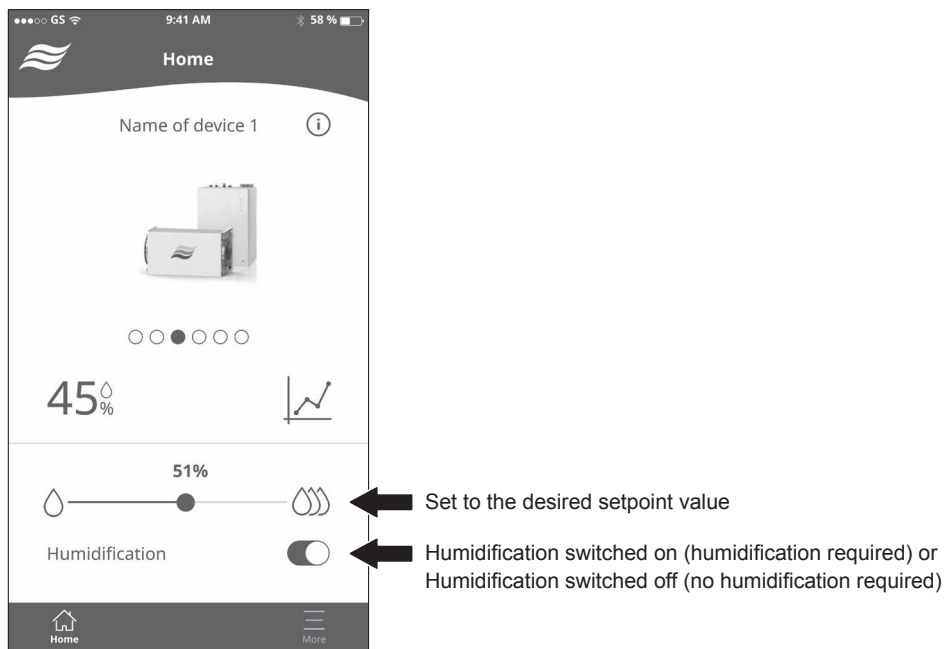 GS 9:41 AM 58 %
Home
Name of device 1
i
45%
51%
Set to the desired setpoint value
Humidification
Humidification switched on (humidification required) or
Humidification switched off (no humidification required)
Home More